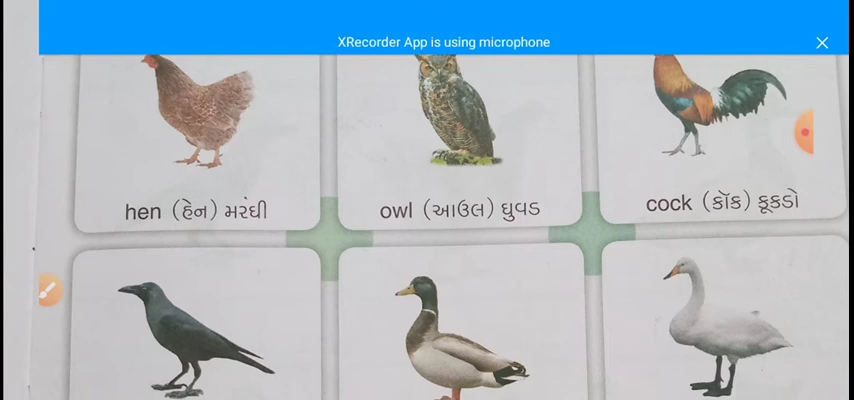 XRecorder App is using microphone
hen (હેન) મરઘી
owl (આઉલ) ઘુવડ
cock (કૉક) કૂકડો